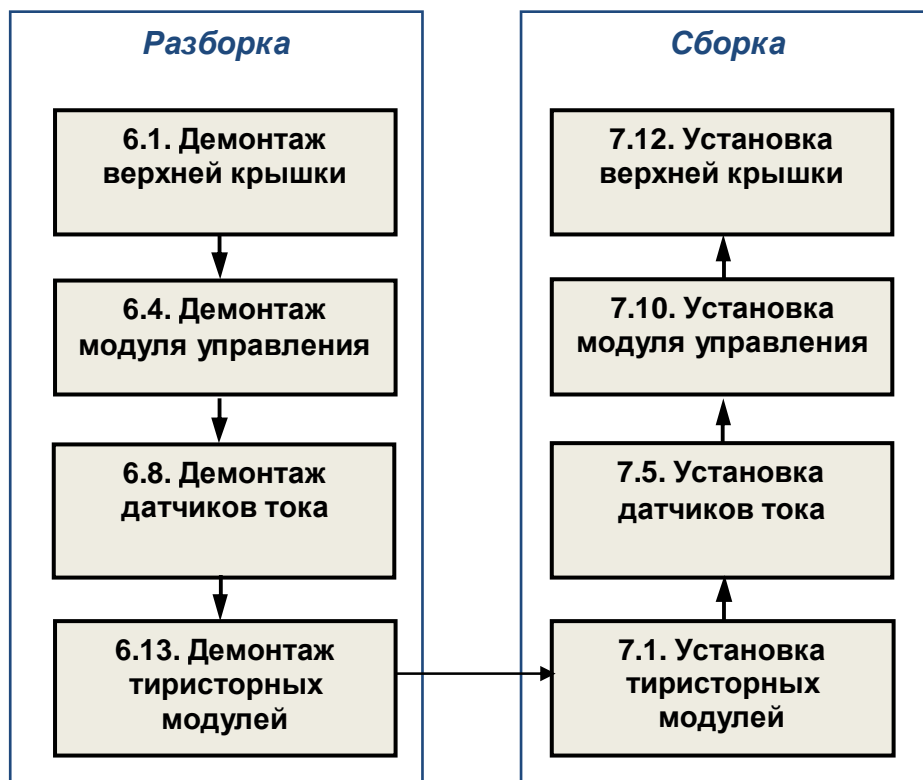 Разборка
6.1. Демонтаж
верхней крышки
6.4. Демонтаж
модуля управления
6.8. Демонтаж
датчиков тока
6.13. Демонтаж
тиристорных
модулей
Сборка
7.12. Установка
верхней крышки
7.10. Установка
модуля управления
7.5. Установка
датчиков тока
7.1. Установка
тиристорных
модулей